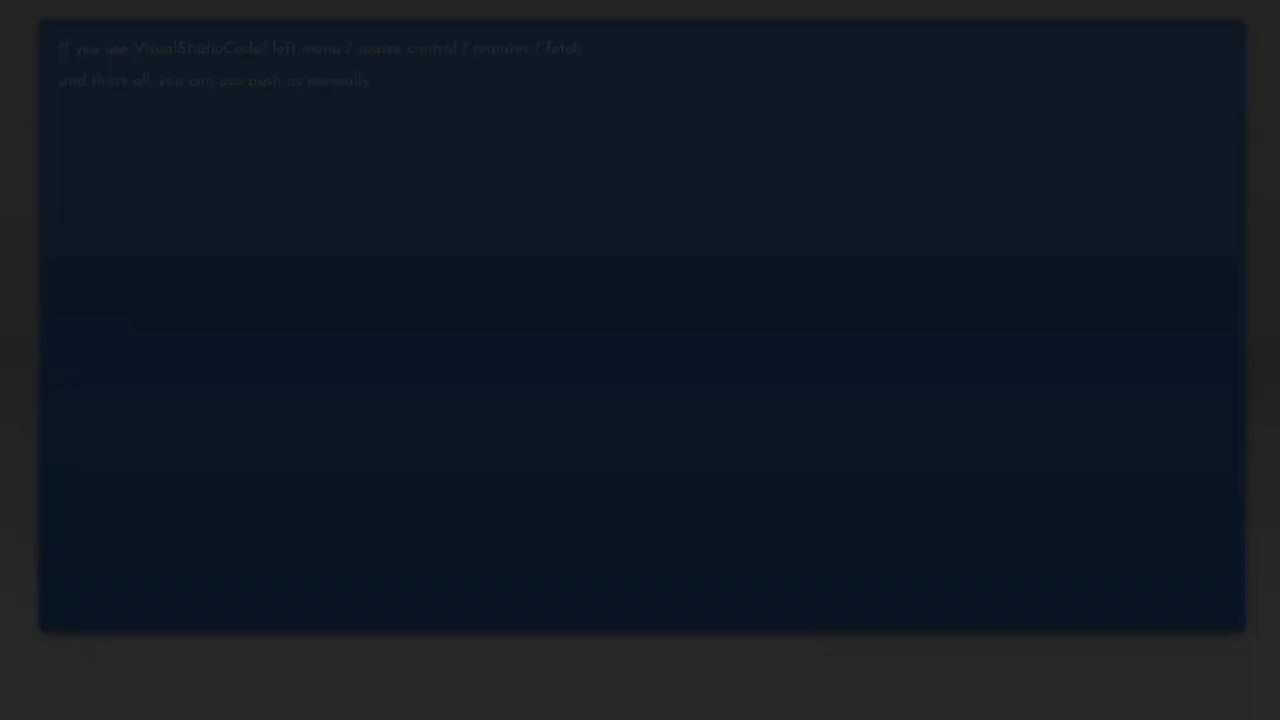 If you use VisualStudioCode/ left menu / source control / remotes / Fetch
and thats all, you can use push as normally